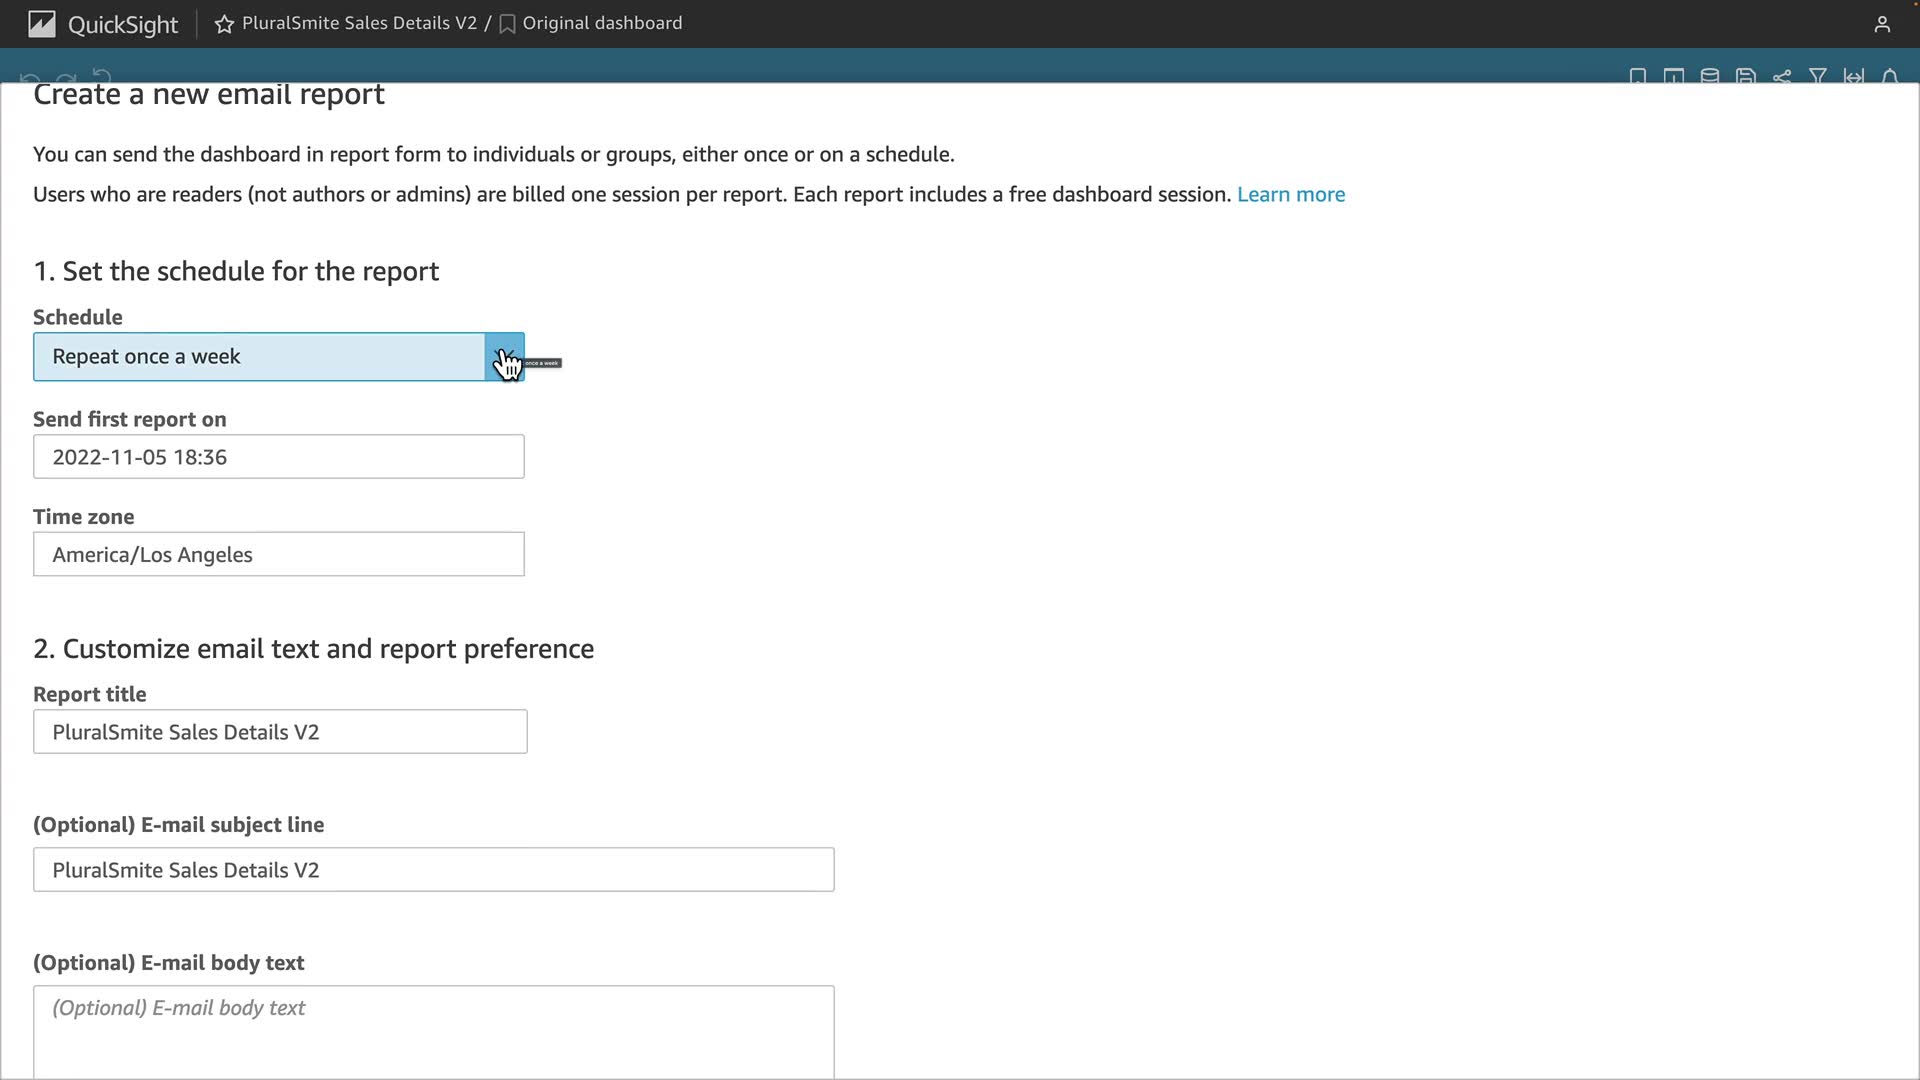 QuickSight
PluralSmite Sales Details V2 / Original dashboard
Create a new email report
You can send the dashboard in report form to individuals or groups, either once or on a schedule.
Users who are readers (not authors or admins) are billed one session per report. Each report includes a free dashboard session. Learn more
1. Set the schedule for the report
Schedule
Repeat once a week
once a week
Send first report on
2022-11-05 18:36
Time zone
America/Los Angeles
2. Customize email text and report preference
Report title
PluralSmite Sales Details V2
(Optional) E-mail subject line
PluralSmite Sales Details V2
(Optional) E-mail body text
(Optional) E-mail body text